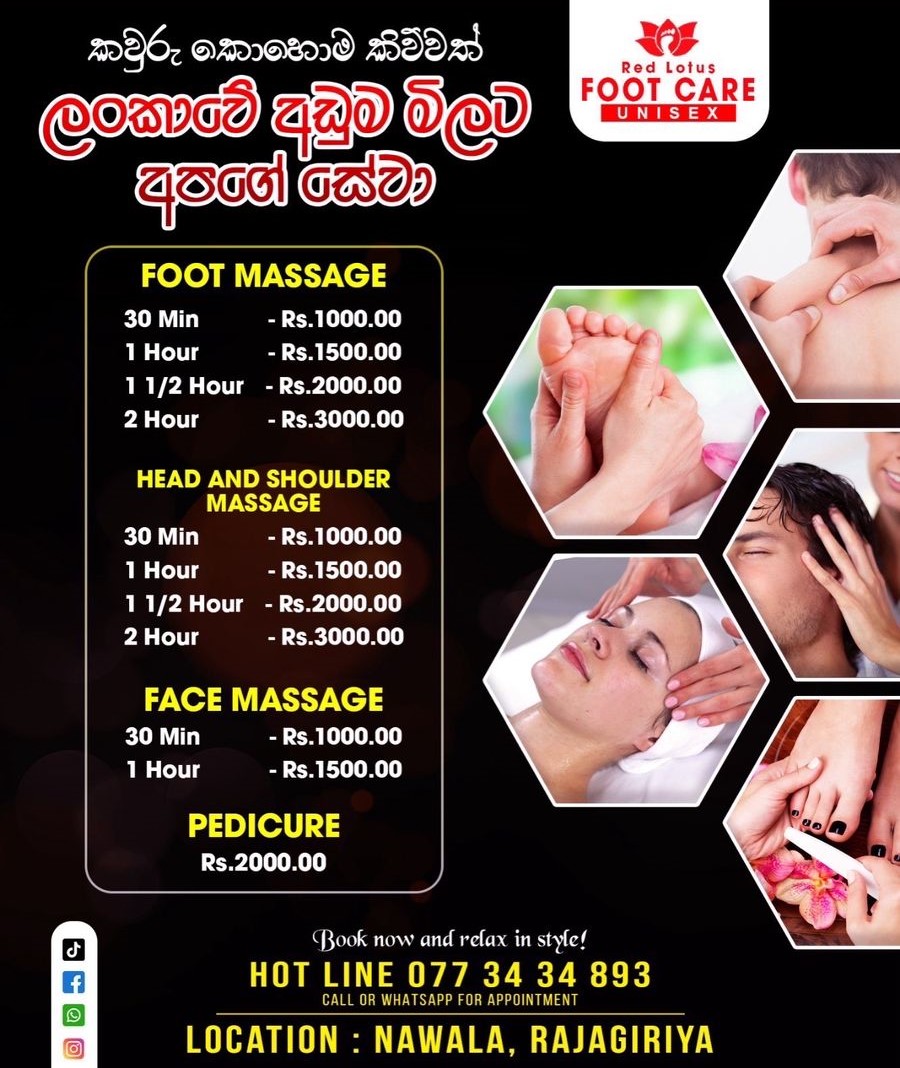 කවුරු කොහොම කිව්වත්
ලංකාවේ අඩුම මිලට
අපගේ සේවා
Red Lotus
FOOT CARE
UNISEX
FOOT MASSAGE
30 Min - Rs.1000.00
1 Hour - Rs.1500.00
1 1/2 Hour - Rs.2000.00
2 Hour - Rs.3000.00
HEAD AND SHOULDER
MASSAGE
30 Min - Rs.1000.00
1 Hour - Rs.1500.00
1 1/2 Hour - Rs.2000.00
2 Hour - Rs.3000.00
FACE MASSAGE
30 Min - Rs.1000.00
1 Hour - Rs.1500.00
PEDICURE
Rs.2000.00
Book now and relax in style!
HOT LINE 077 34 34 893
CALL OR WHATSAPP FOR APPOINTMENT
LOCATION : NAWALA, RAJAGIRIYA